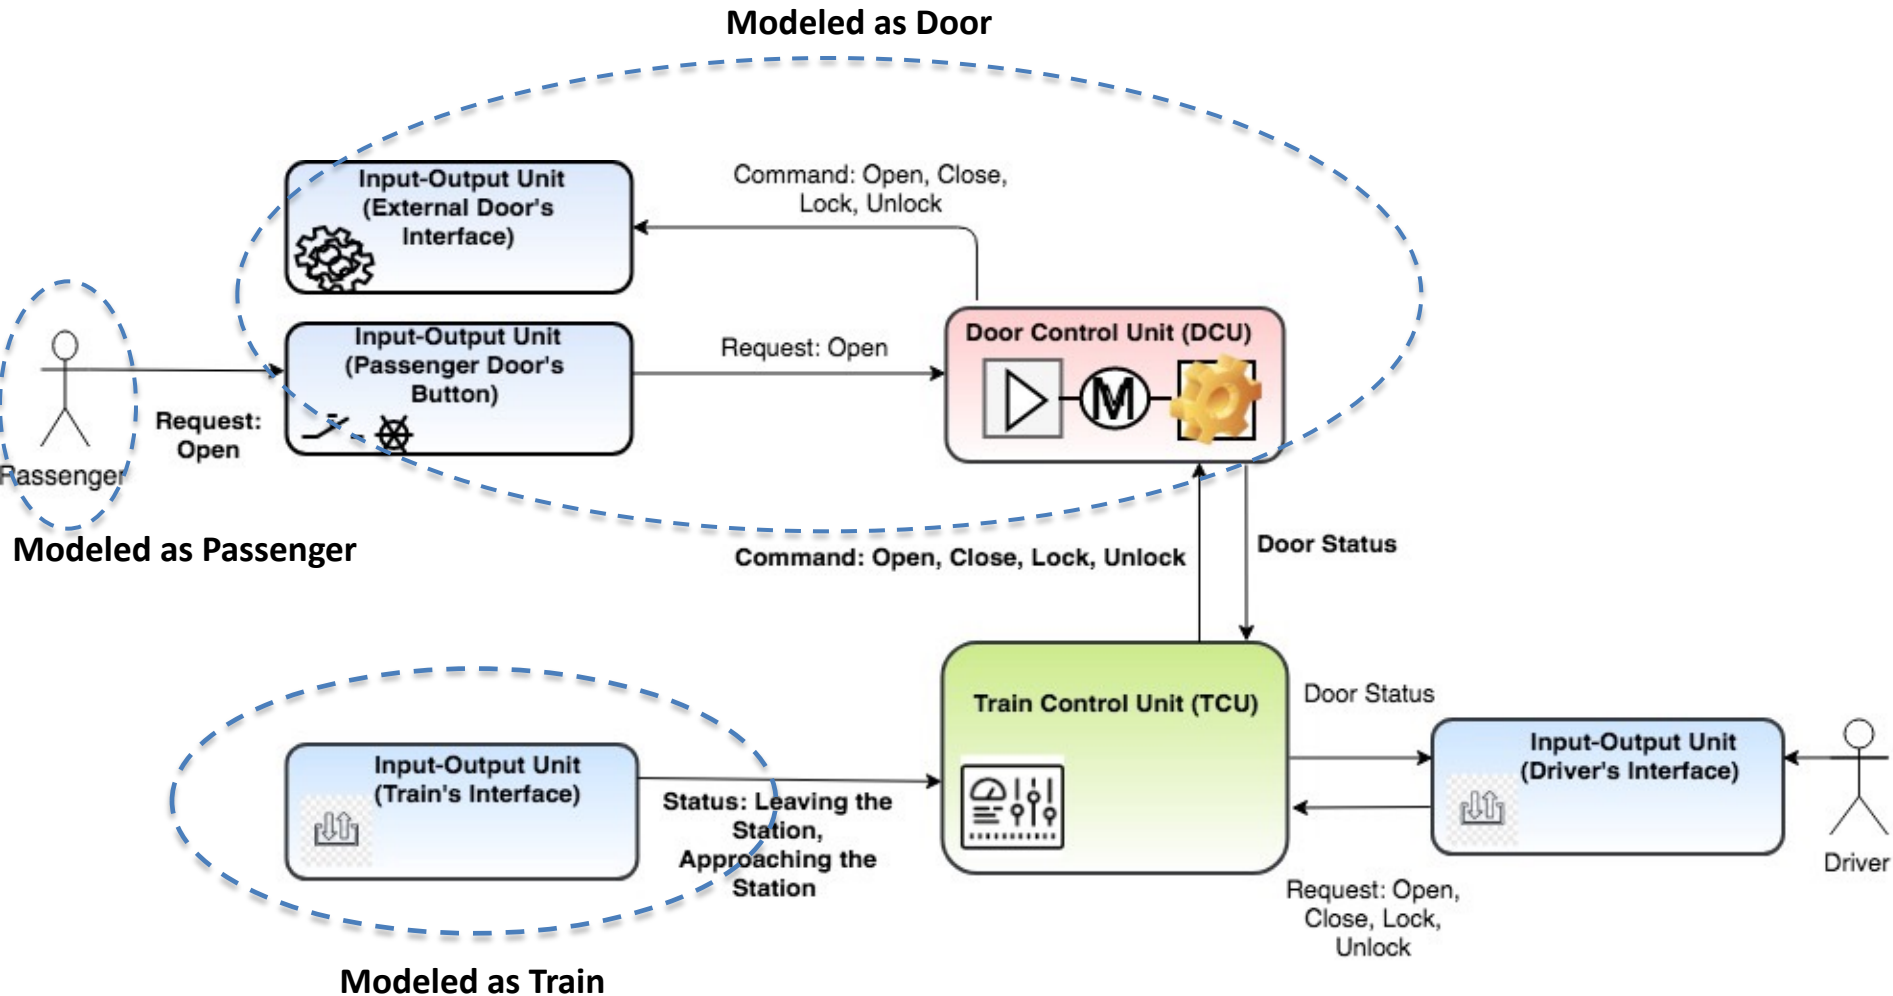 Modeled as Door
Input-Output Unit
(External Door's
Interface)
Command: Open, Close,
Lock, Unlock
Input-Output Unit
(Passenger Door's
Button)
Request: Open
Door Control Unit (DCU)
M
Request:
Open
Passenger
Modeled as Passenger
Command: Open, Close, Lock, Unlock
Door Status
Train Control Unit (TCU)
Door Status
Input-Output Unit
(Train's Interface)
Status: Leaving the
Station,
Approaching the
Station
Input-Output Unit
(Driver's Interface)
Driver
Request: Open,
Close, Lock,
Unlock
Modeled as Train